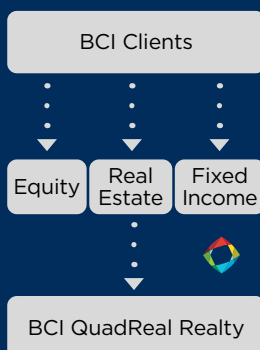 BCI Clients
Equity
Real
Estate
Fixed
Income
BCI QuadReal Realty